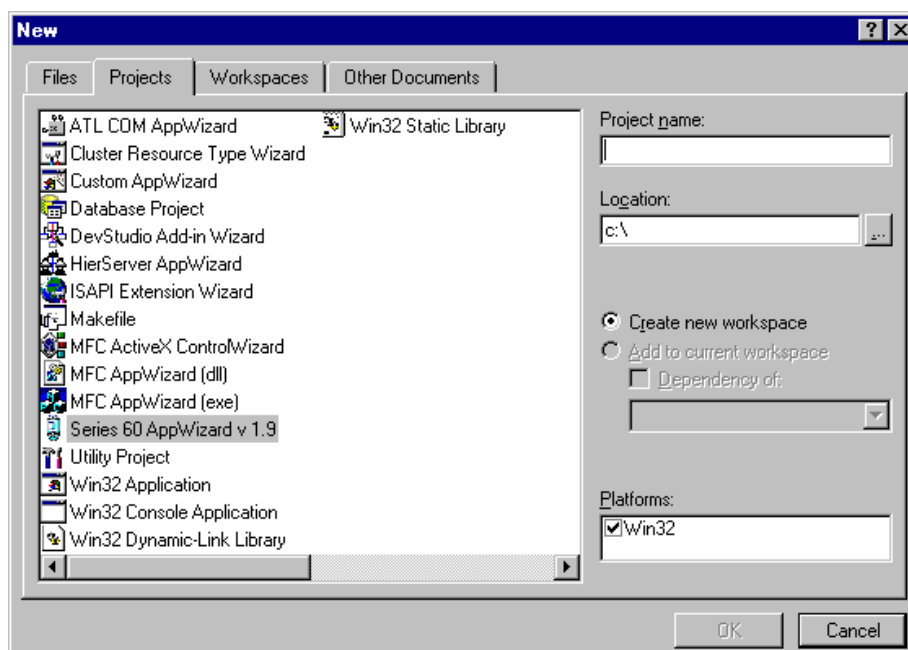 New
Files
Projects
Workspaces
Other Documents
ATL COM AppWizard
Cluster Resource Type Wizard
Custom AppWizard
Database Project
DevStudio Add-in Wizard
HierServer AppWizard
ISAPI Extension Wizard
Makefile
MFC ActiveX ControlWizard
MFC AppWizard (dll)
MFC AppWizard (exe)
Series 60 AppWizard v 1.9
Utility Project
Win32 Application
Win32 Console Application
Win32 Dynamic-Link Library
Win32 Static Library
Project name:
Location:
c:\
...
Create new workspace
Add to current workspace
Dependency of:
Platforms:
Win32
OK
Cancel